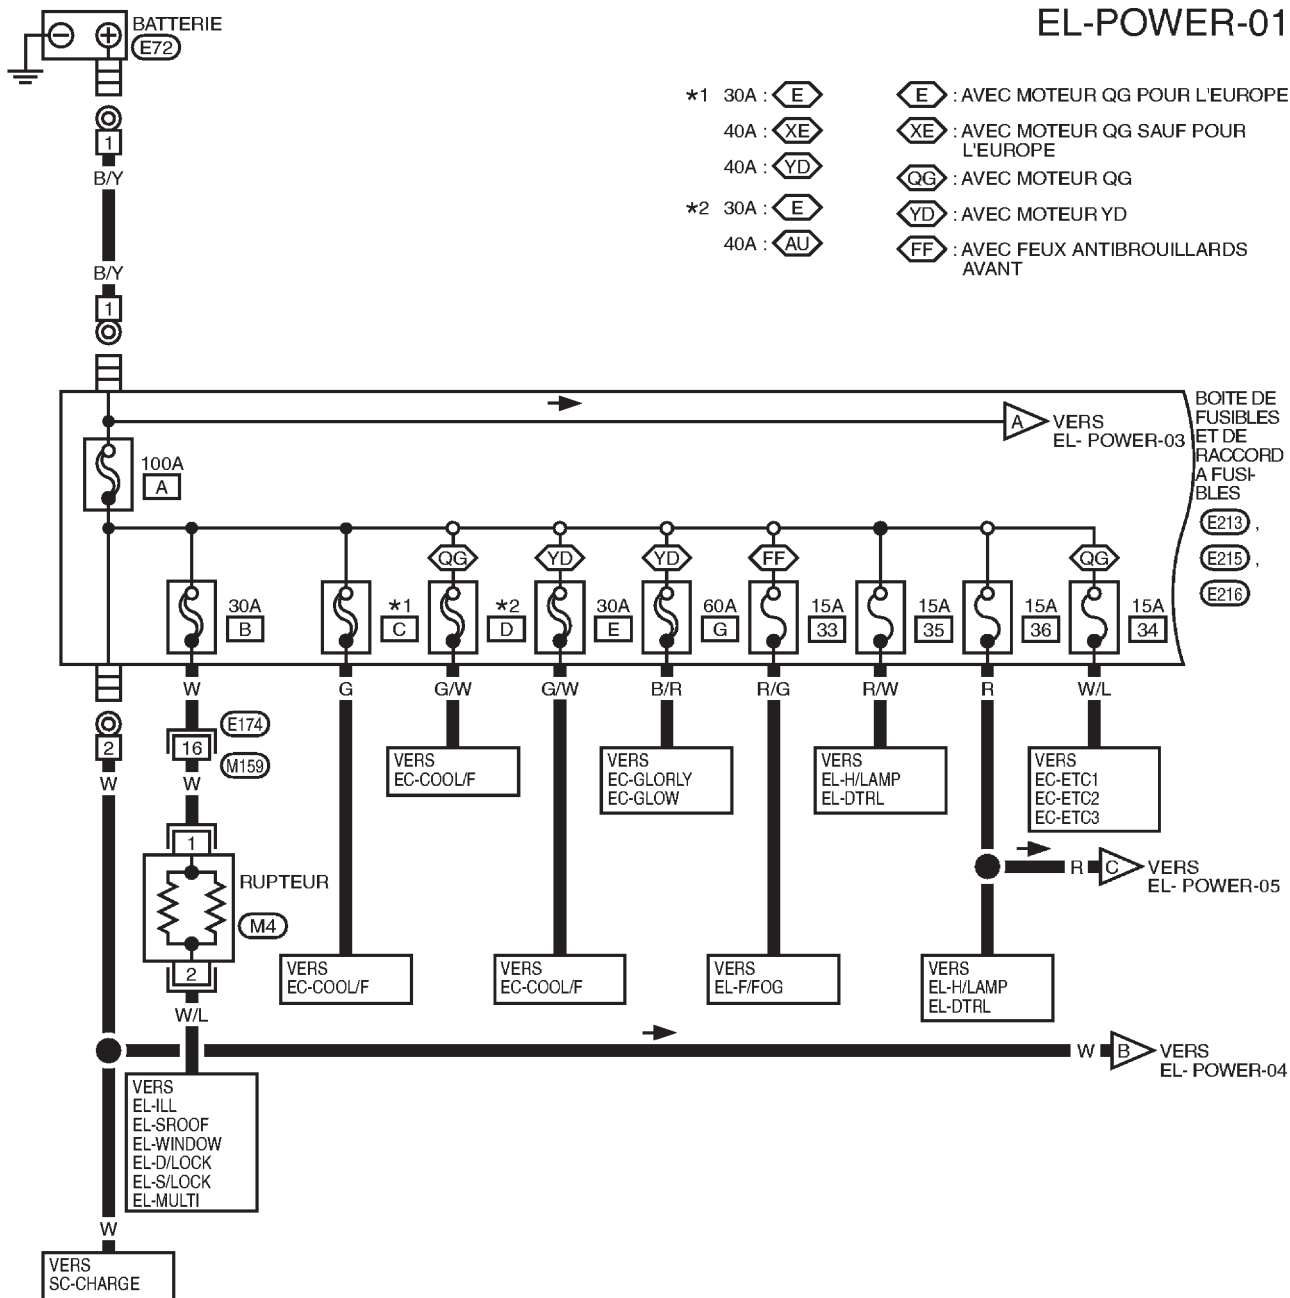 EL-POWER-01
BATTERIE
E72
*1 30A : E
40A : XE
40A : YD
*2 30A : E
40A : AU
E : AVEC MOTEUR QG POUR L'EUROPE
XE : AVEC MOTEUR QG SAUF POUR
L'EUROPE
QG : AVEC MOTEUR QG
YD : AVEC MOTEUR YD
FF : AVEC FEUX ANTIBROUILLARDS
AVANT
1
B/Y
B/Y
1
A VERS
EL- POWER-03
BOITE DE
FUSIBLES
ET DE
RACCORD
A FUSI-
BLES
E213 ,
E215 ,
E216
100A
A
QG YD YD FF QG
30A *1 *2 30A 60A 15A 15A 15A 15A
B C D E G 33 35 36 34
W G G/W G/W B/R R/G R/W R W/L
E174
2 16
M159
W W
VERS
EC-COOL/F
VERS
EC-GLORLY
EC-GLOW
VERS
EL-H/LAMP
EL-DTRL
VERS
EC-ETC1
EC-ETC2
EC-ETC3
1
RUPTEUR
M4
2
W/L
R C VERS
EL- POWER-05
VERS
EC-COOL/F
VERS
EC-COOL/F
VERS
EL-F/FOG
VERS
EL-H/LAMP
EL-DTRL
W B VERS
EL- POWER-04
VERS
EL-ILL
EL-SROOF
EL-WINDOW
EL-D/LOCK
EL-S/LOCK
EL-MULTI
W
VERS
SC-CHARGE